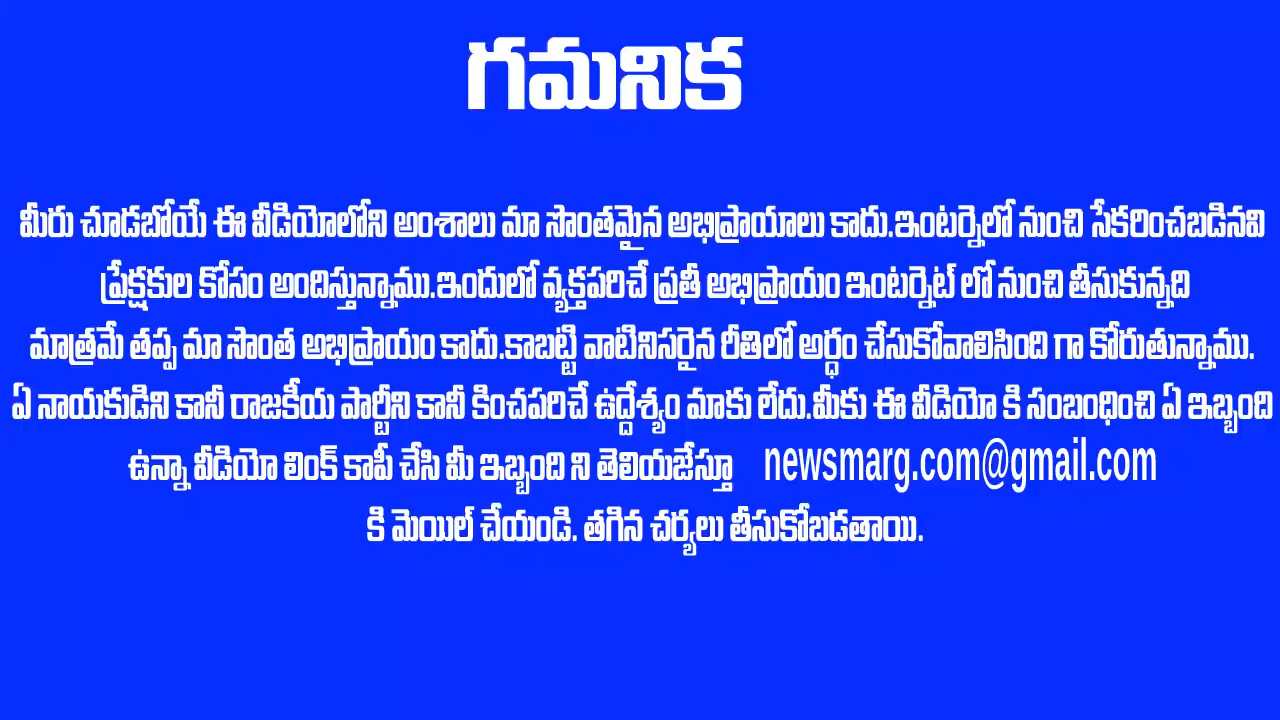 గమనిక
మీరు చూడబోయే ఈ వీడియోలోని అంశాలు మా సొంతమైన అభిప్రాయాలు కాదు.ఇంటర్నెలో నుంచి సేకరించబడినవి
ప్రేక్షకుల కోసం అందిస్తున్నాము.ఇందులో వ్యక్తపరిచే ప్రతీ అభిప్రాయం ఇంటర్నెట్ లో నుంచి తీసుకున్నది
మాత్రమే తప్ప మా సొంత అభిప్రాయం కాదు.కాబట్టి వాటినిసరైన రీతిలో అర్ధం చేసుకోవాలిసింది గా కోరుతున్నాము.
ఏ నాయకుడిని కానీ రాజకీయ పార్టీని కానీ కించపరిచే ఉద్దేశ్యం మాకు లేదు.మీకు ఈ వీడియో కి సంబంధించి ఏ ఇబ్బంది
ఉన్నా వీడియో లింక్ కాపీ చేసి మీ ఇబ్బంది ని తెలియజేస్తూ newsmarg.com@gmail.com
కి మెయిల్ చేయండి. తగిన చర్యలు తీసుకోబడతాయి.